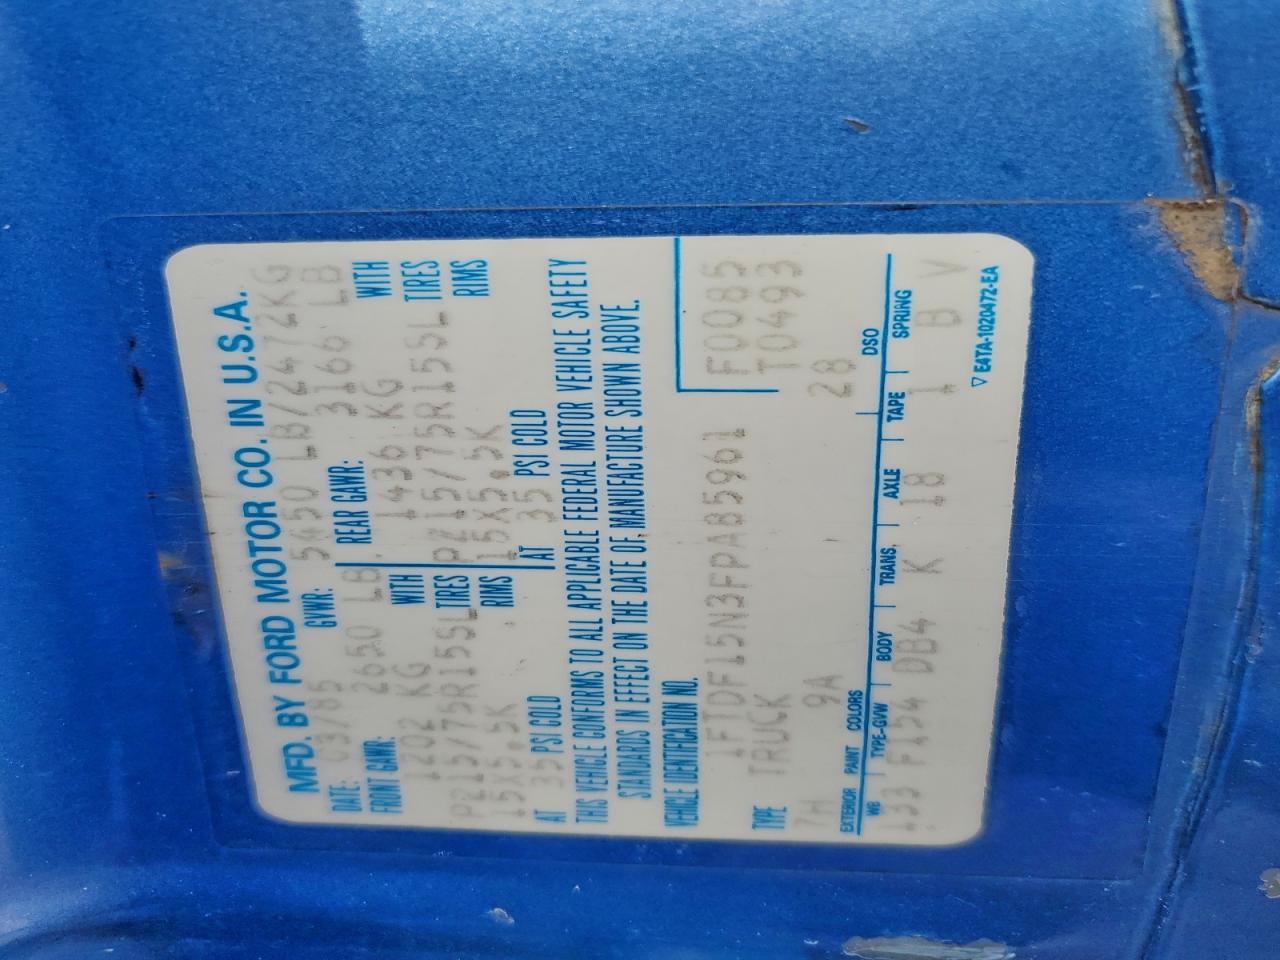 MFD. BY FORD MOTOR CO. IN U.S.A.
DATE: 03/85 GVWR: 5450 LB/2472KG
FRONT GAWR: 2650 LB REAR GAWR: 3166 LB
1202 KG WITH 1436 KG WITH
P215/75R15SL TIRES P215/75R15SL TIRES
15X5.5K RIMS 15X5.5K RIMS
AT 35 PSI COLD AT 35 PSI COLD
THIS VEHICLE CONFORMS TO ALL APPLICABLE FEDERAL MOTOR VEHICLE SAFETY
STANDARDS IN EFFECT ON THE DATE OF MANUFACTURE SHOWN ABOVE.
VEHICLE IDENTIFICATION NO.
1FTDF15N3FPA85961 F0085
TYPE TRUCK T0493
7H 9A 28
EXTERIOR PAINT COLORS DSO
WB TYPE-GVW BODY TRANS. AXLE TAPE SPRING
133 F154 DB4 K 18 1 B V
▽ E4TA-1020472-EA